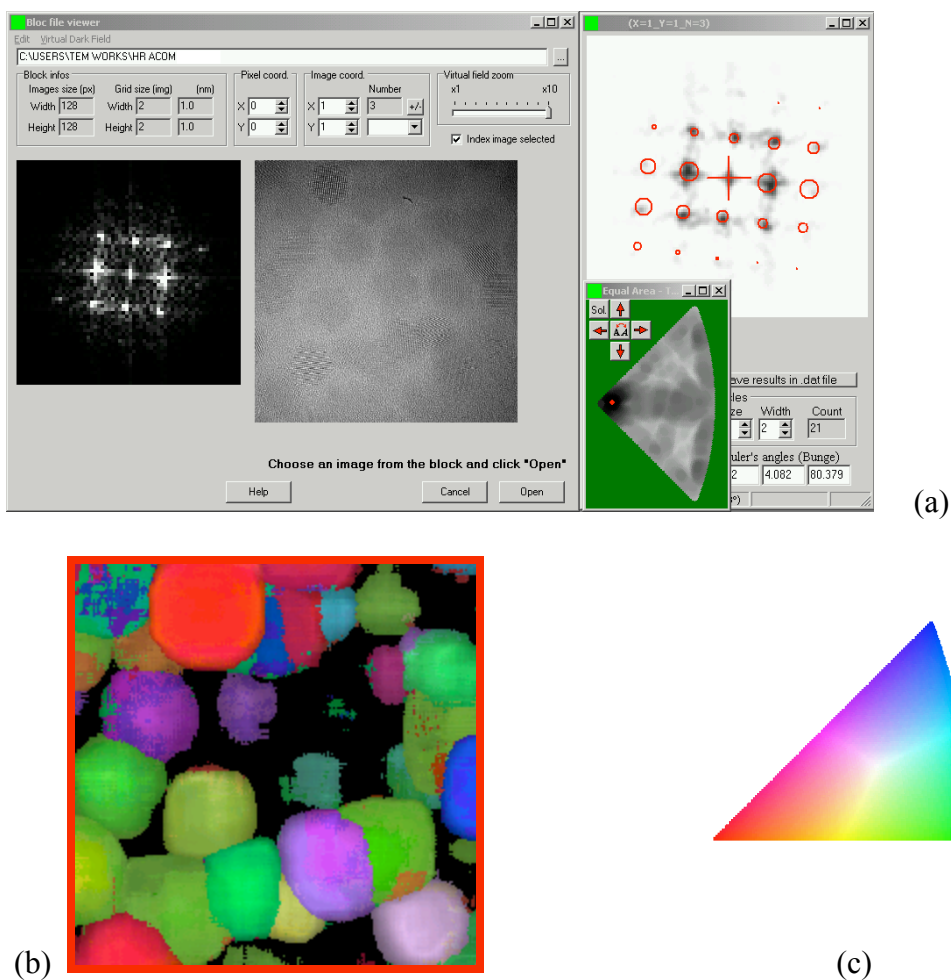 Bloc file viewer
Edit Virtual Dark Field
C:\USERS\TEM WORKS\HR ACOM
...
Block infos
Images size (px) Grid size (img) (nm)
Width 128 Width 2 1.0
Height 128 Height 2 1.0
Pixel coord.
X 0
Y 0
Image coord.
Number
X 1 3 +/-
Y 1
Virtual field zoom
x1 x10
Index image selected
Choose an image from the block and click "Open"
Help Cancel Open
(X=1_Y=1_N=3)
Equal Area - T...
Sol.
ave results in .dat file
cles
ze Width Count
2 21
uler's angles (Bunge)
2 4.082 80.379
(a)
(b)
(c)